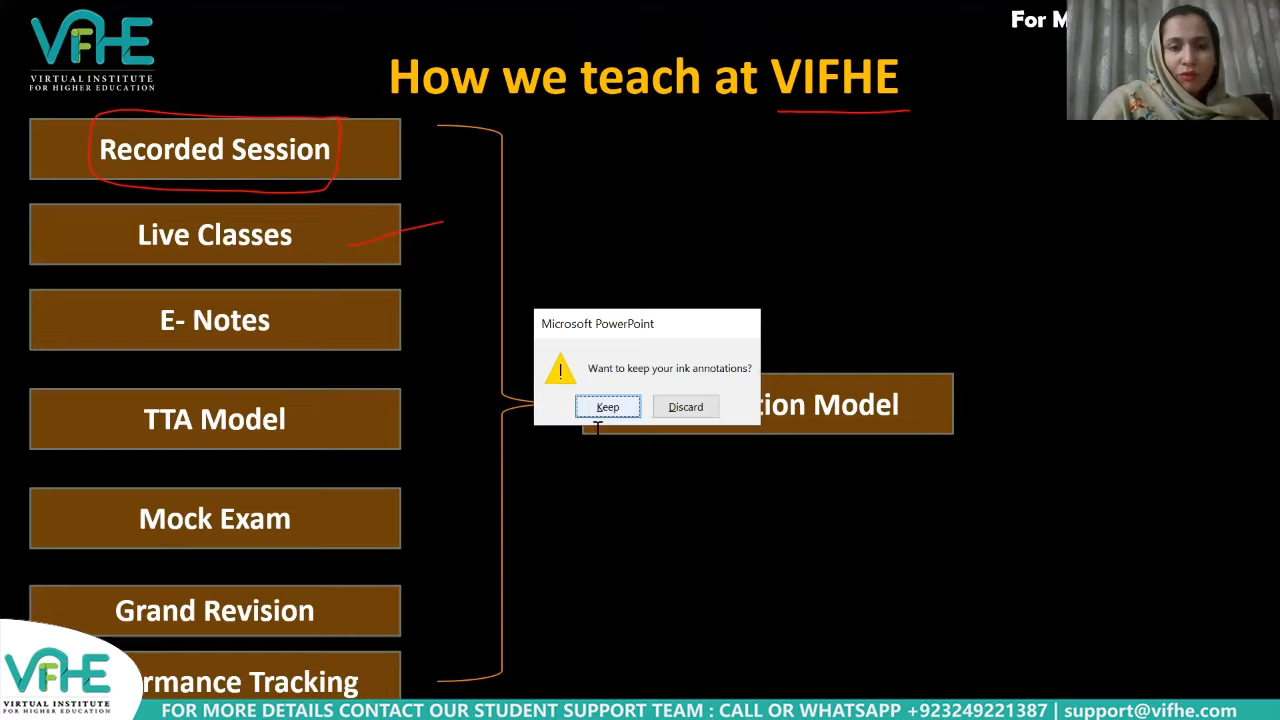 VIFHE
VIRTUAL INSTITUTE
FOR HIGHER EDUCATION
For M
How we teach at VIFHE
Recorded Session
Live Classes
E- Notes
TTA Model
Mock Exam
Grand Revision
rmance Tracking
Microsoft PowerPoint
Want to keep your ink annotations?
Keep
Discard
tion Model
VIFHE
VIRTUAL INSTITUTE
FOR HIGHER EDUCATION
FOR MORE DETAILS CONTACT OUR STUDENT SUPPORT TEAM : CALL OR WHATSAPP +923249221387 | support@vifhe.com